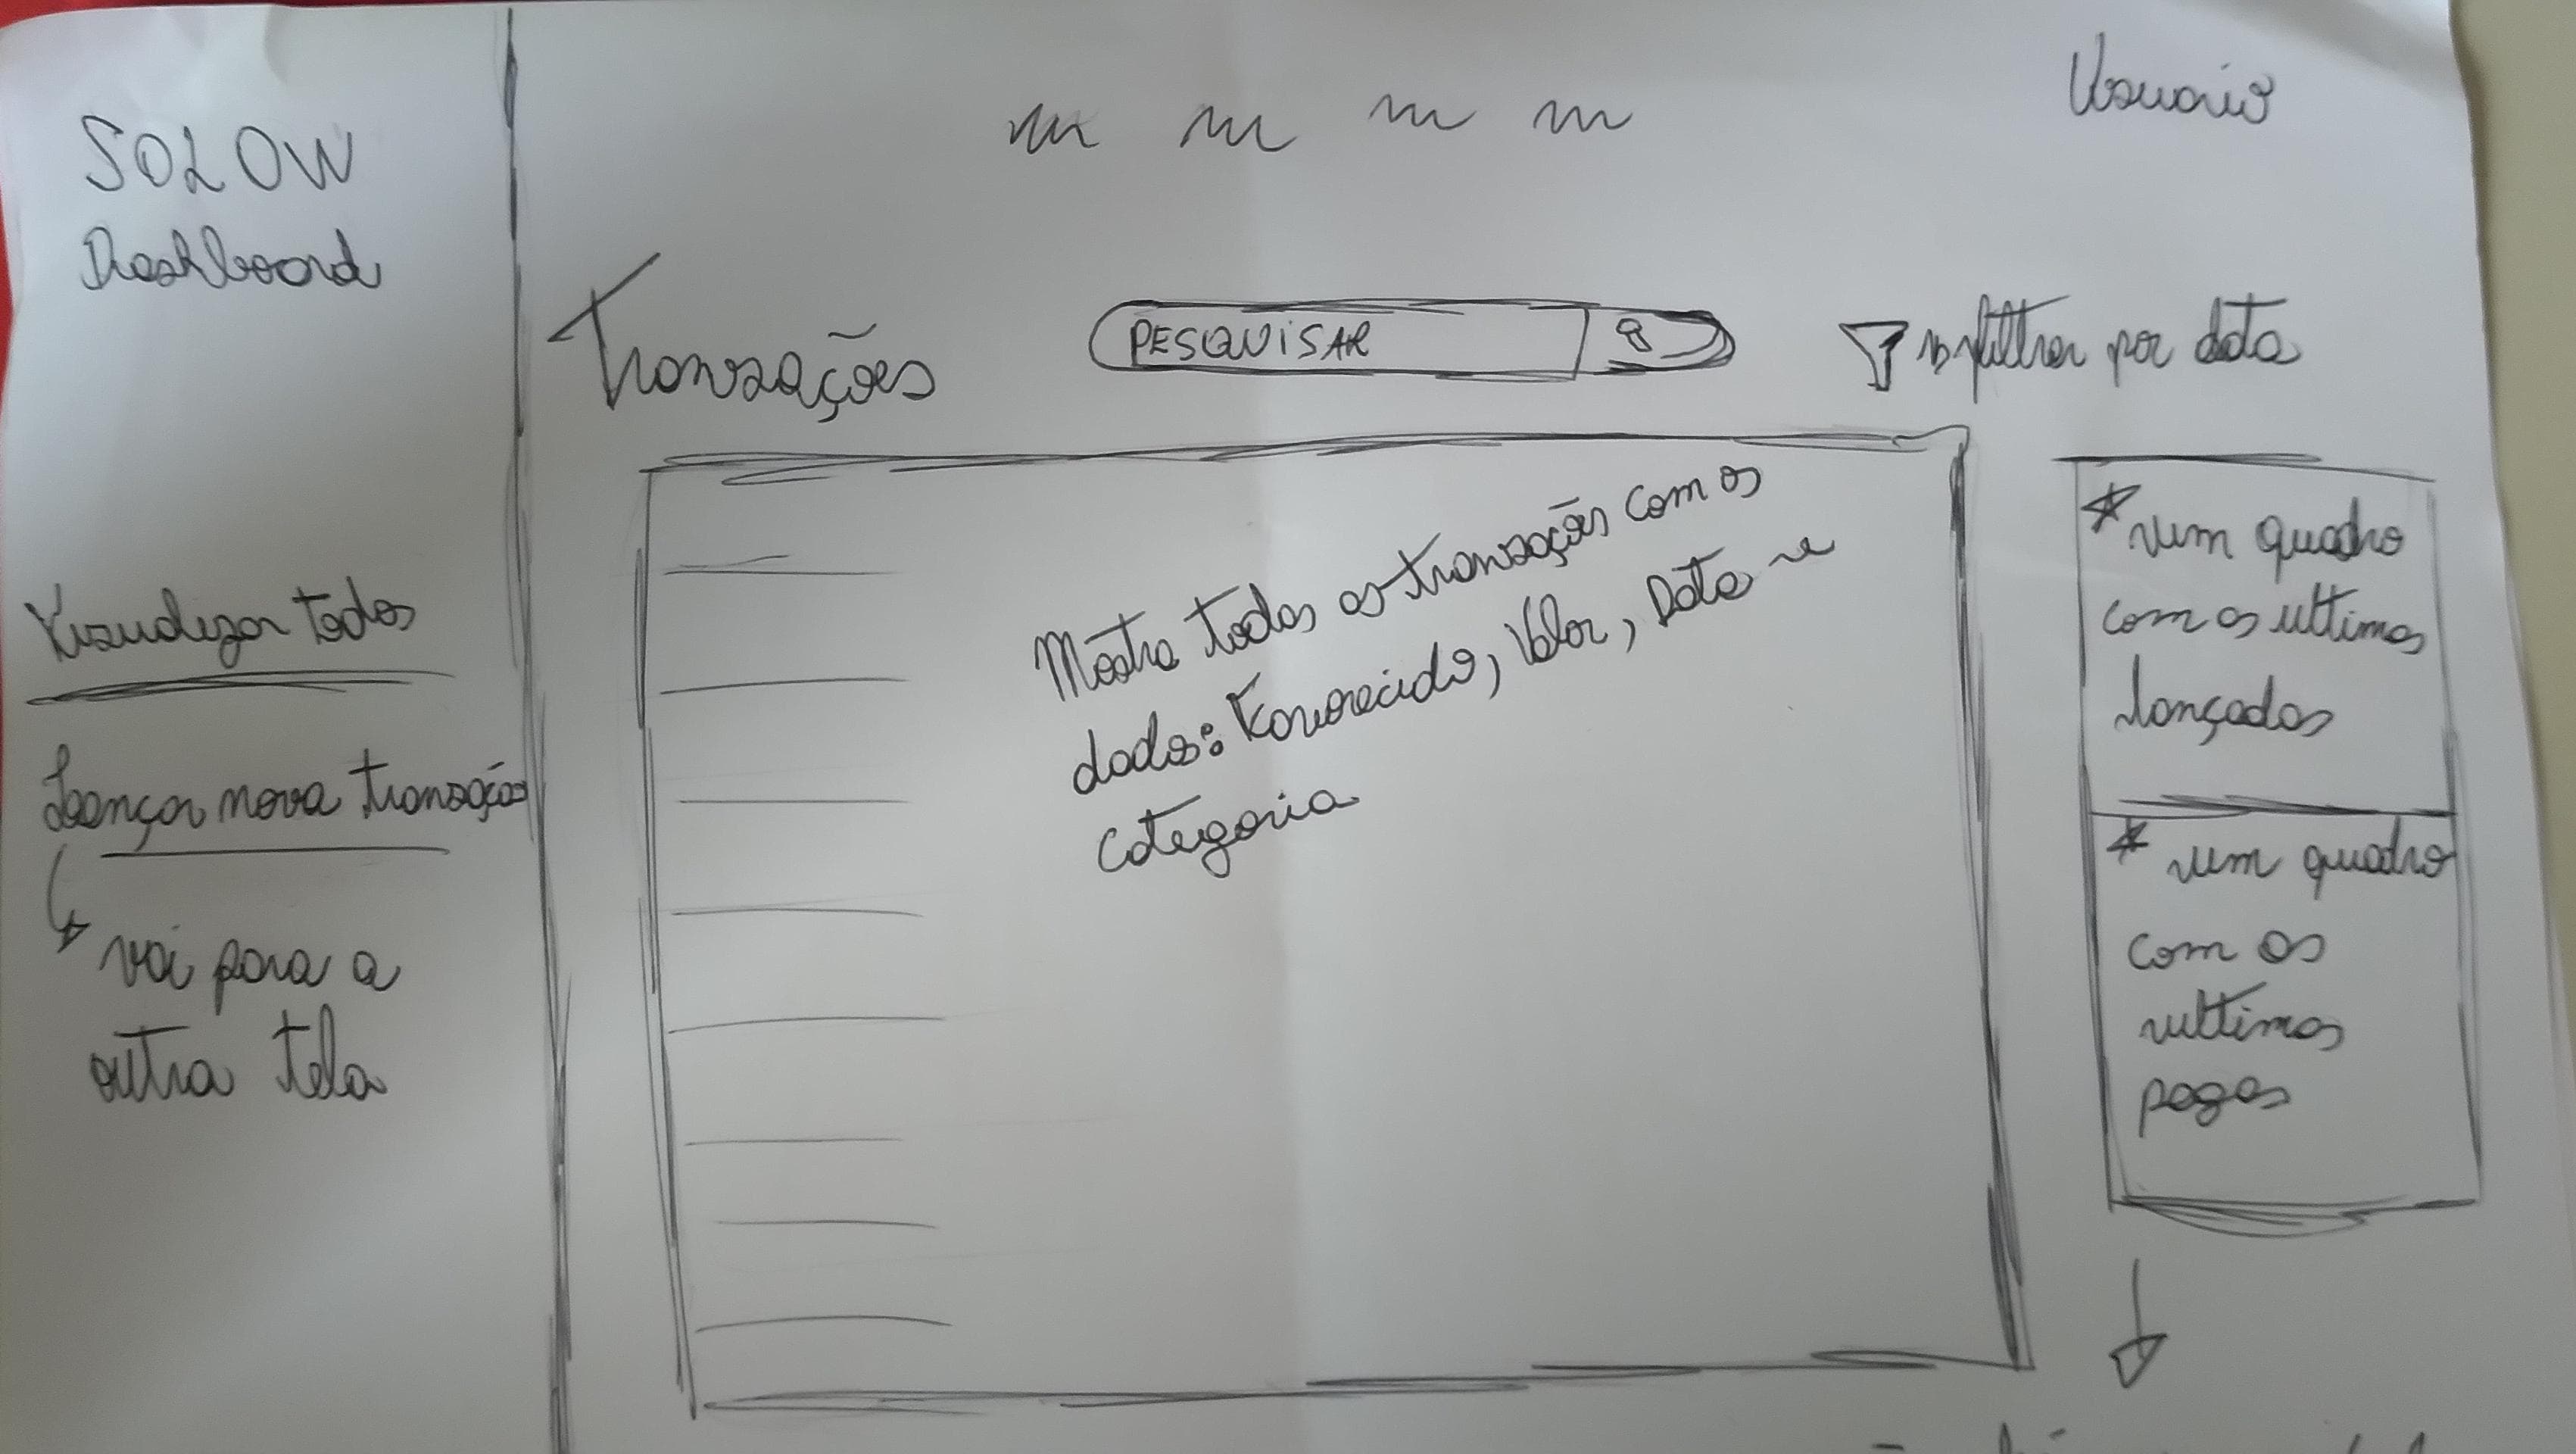 SOLOW
Dashboard
Visualizar todos
Lançar nova transação
vai para a
outra tela
Usuario
Transações
PESQUISAR
filtrar por data
Mostra todas as transações com os
dados: Favorecido, Valor, Data e
Categoria
* um quadro
com os ultimos
lançados
* um quadro
com os
ultimos
pagos